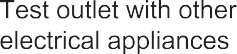 Test outlet with other
electrical appliances